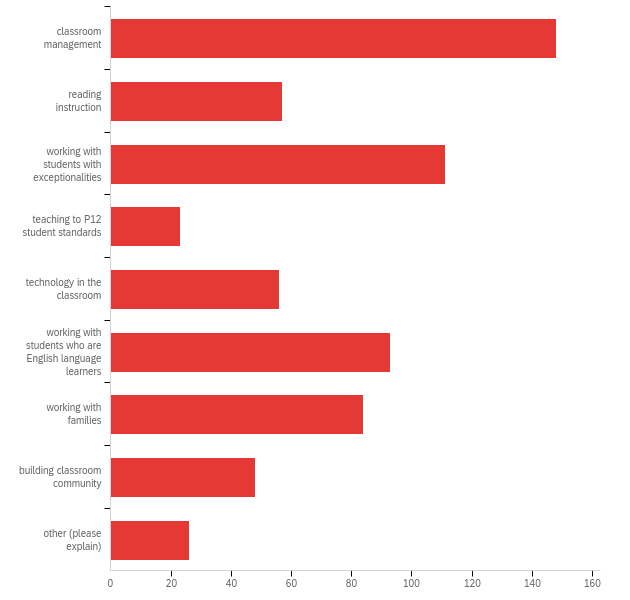 classroom
management
reading
instruction
working with
students with
exceptionalities
teaching to P12
student standards
technology in the
classroom
working with
students who are
English language
learners
working with
families
building classroom
community
other (please
explain)
0 20 40 60 80 100 120 140 160